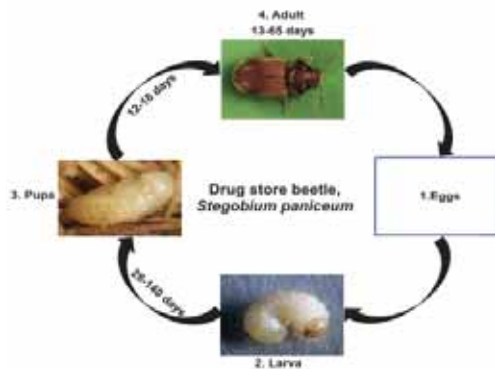 4. Adult
13-65 days
12-18 days
3. Pupa
Drug store beetle,
Stegobium paniceum
1.Eggs
28-140 days
2. Larva